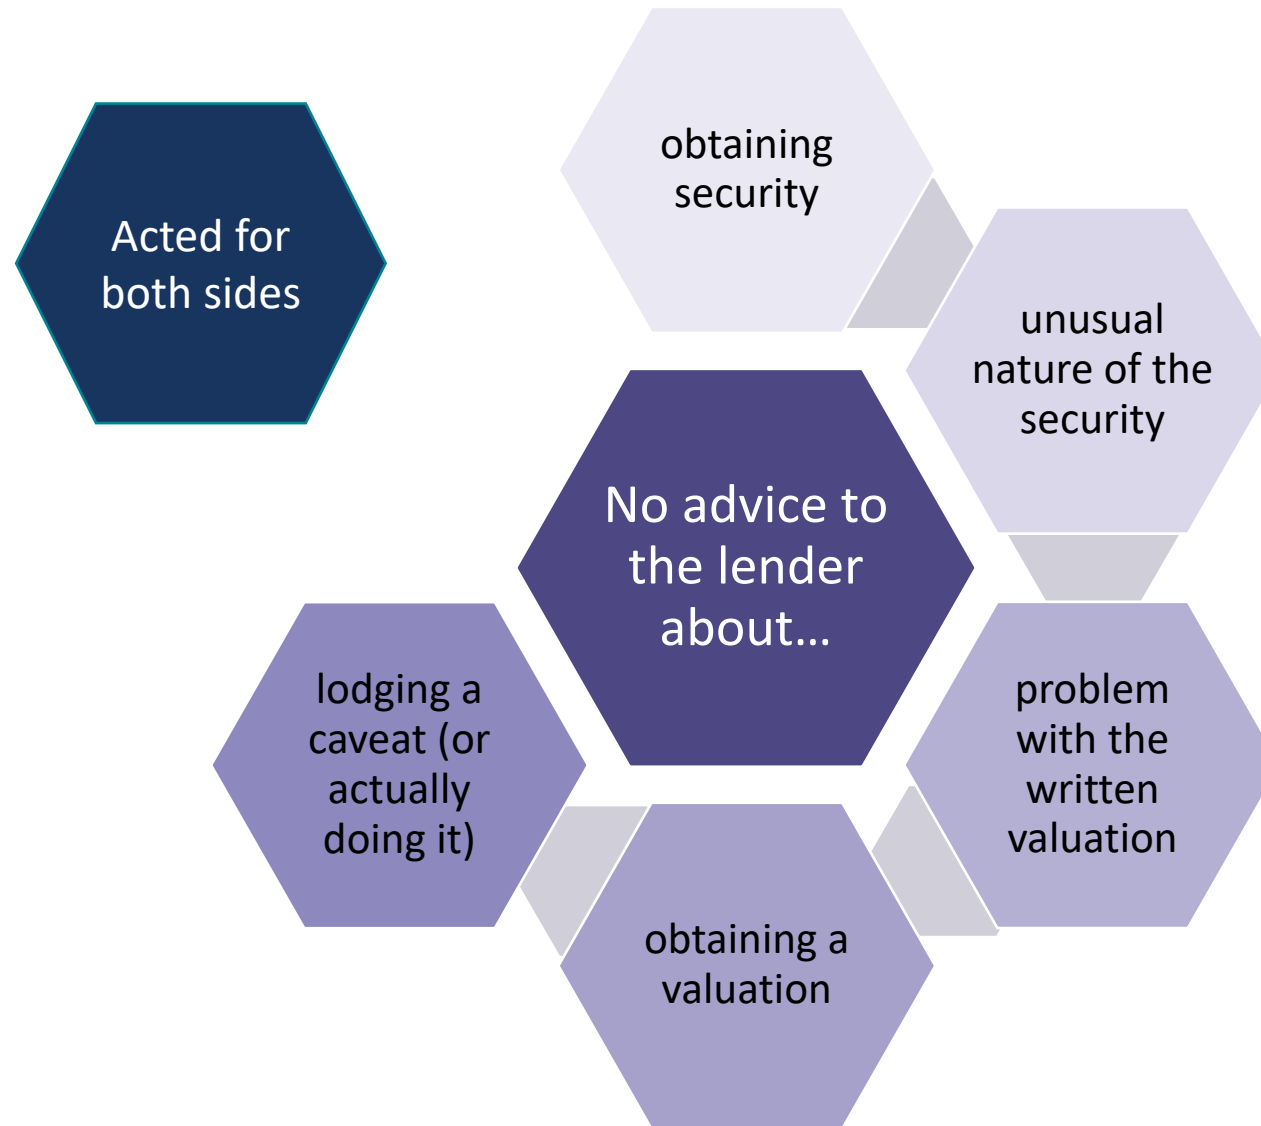 Acted for
both sides
No advice to
the lender
about...
obtaining
security
unusual
nature of the
security
problem
with the
written
valuation
obtaining a
valuation
lodging a
caveat (or
actually
doing it)